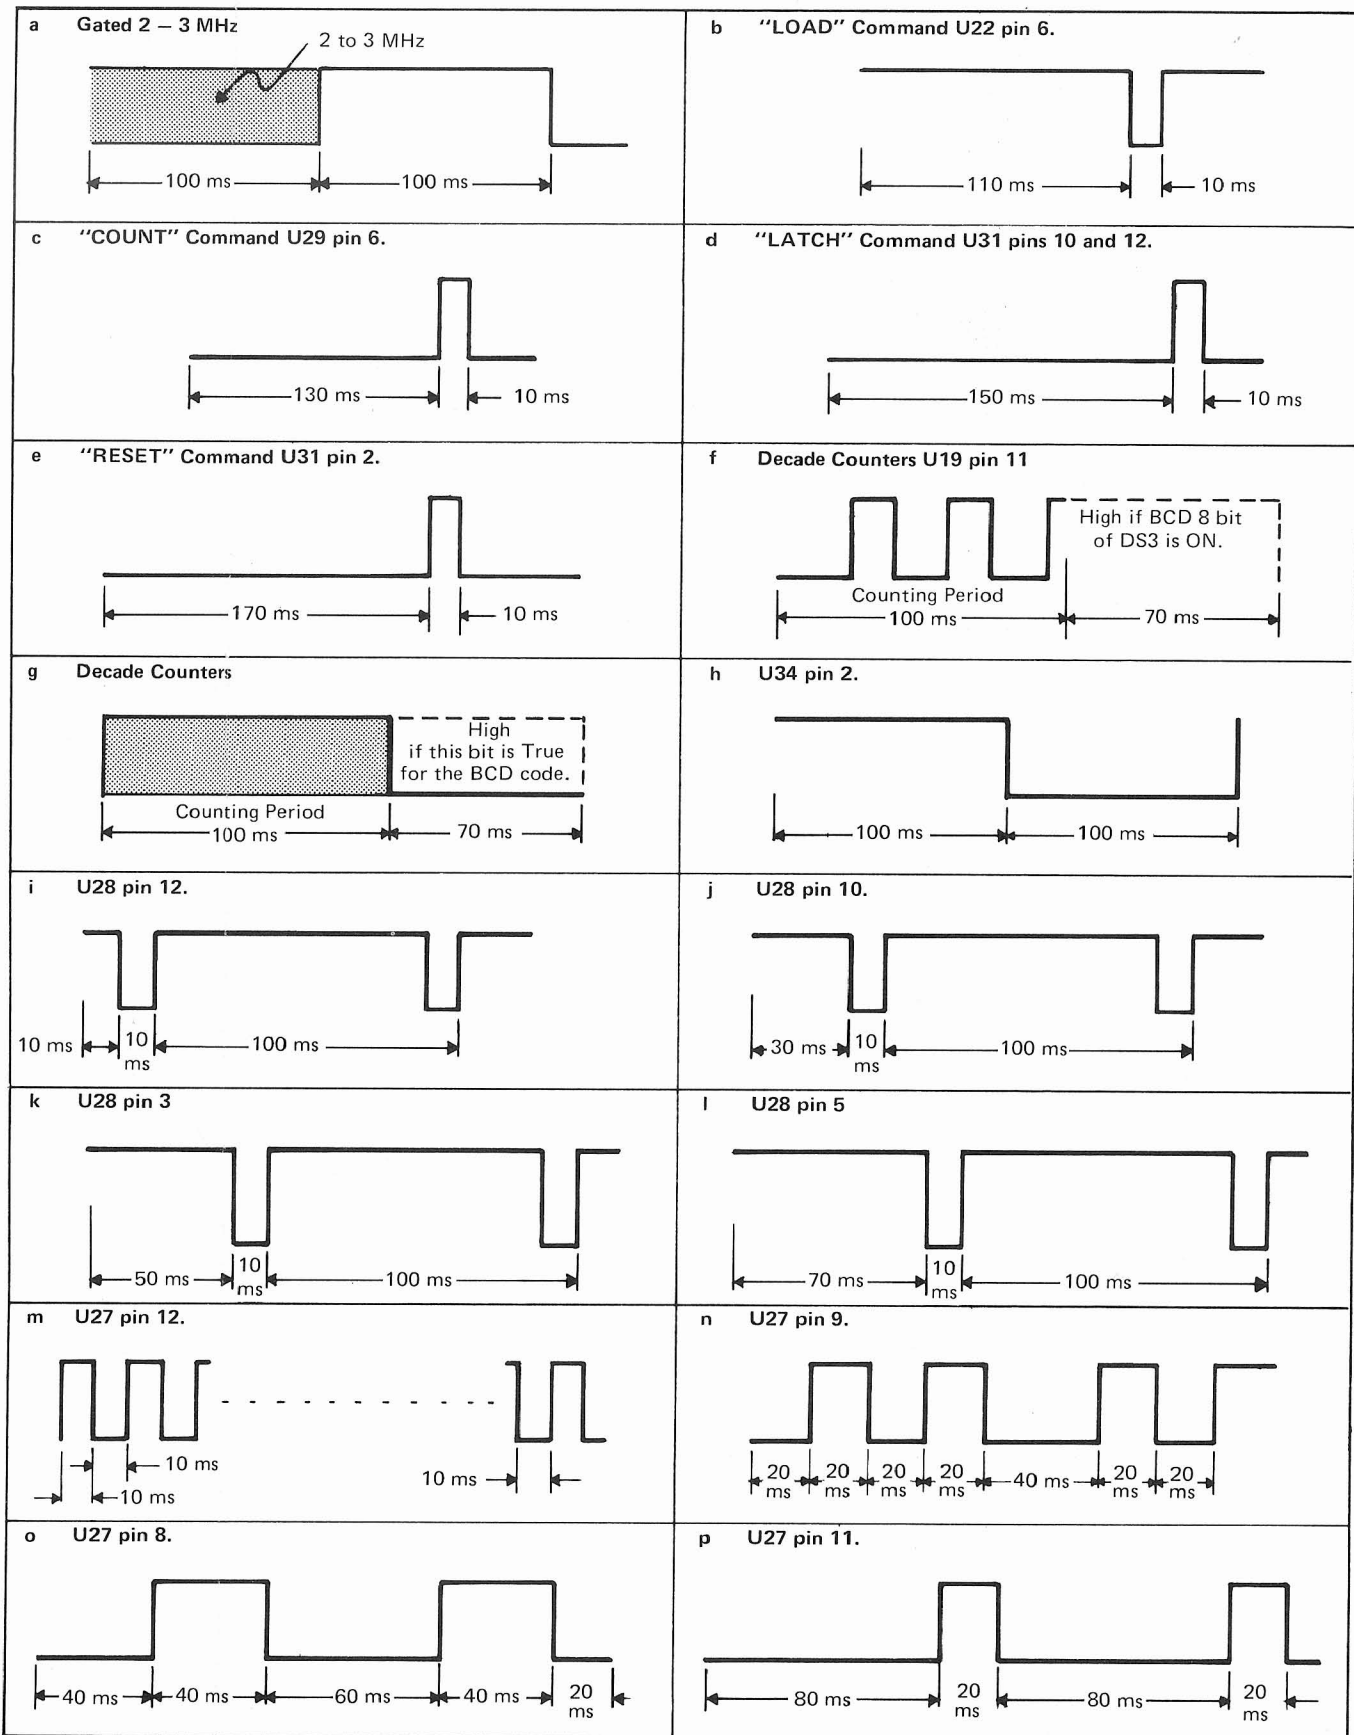 a Gated 2 – 3 MHz
2 to 3 MHz
100 ms 100 ms
b "LOAD" Command U22 pin 6.
110 ms 10 ms
c "COUNT" Command U29 pin 6.
130 ms 10 ms
d "LATCH" Command U31 pins 10 and 12.
150 ms 10 ms
e "RESET" Command U31 pin 2.
170 ms 10 ms
f Decade Counters U19 pin 11
High if BCD 8 bit
of DS3 is ON.
Counting Period
100 ms 70 ms
g Decade Counters
High
if this bit is True
for the BCD code.
Counting Period
100 ms 70 ms
h U34 pin 2.
100 ms 100 ms
i U28 pin 12.
10 ms 10 ms 100 ms
j U28 pin 10.
30 ms 10 ms 100 ms
k U28 pin 3
50 ms 10 ms 100 ms
l U28 pin 5
70 ms 10 ms 100 ms
m U27 pin 12.
10 ms 10 ms
10 ms
n U27 pin 9.
20 ms 20 ms 20 ms 20 ms 40 ms 20 ms 20 ms
o U27 pin 8.
40 ms 40 ms 60 ms 40 ms 20 ms
p U27 pin 11.
80 ms 20 ms 80 ms 20 ms